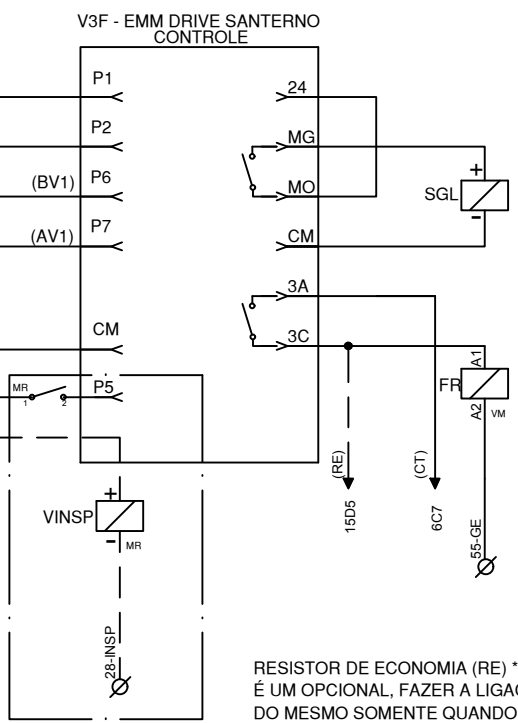 V3F - EMM DRIVE SANTERNO
CONTROLE
P1
24
P2
MG
(BV1)
P6
MO
SGL
+
-
(AV1)
P7
CM
3A
CM
3C
A1
FR
A2
VM
MR
1
2
P5
(RE)
(CT)
15D5
6C7
55-GE
VINSP
+
-
MR
28-INSP
RESISTOR DE ECONOMIA (RE) *
É UM OPCIONAL, FAZER A LIGAÇ
DO MESMO SOMENTE QUANDO